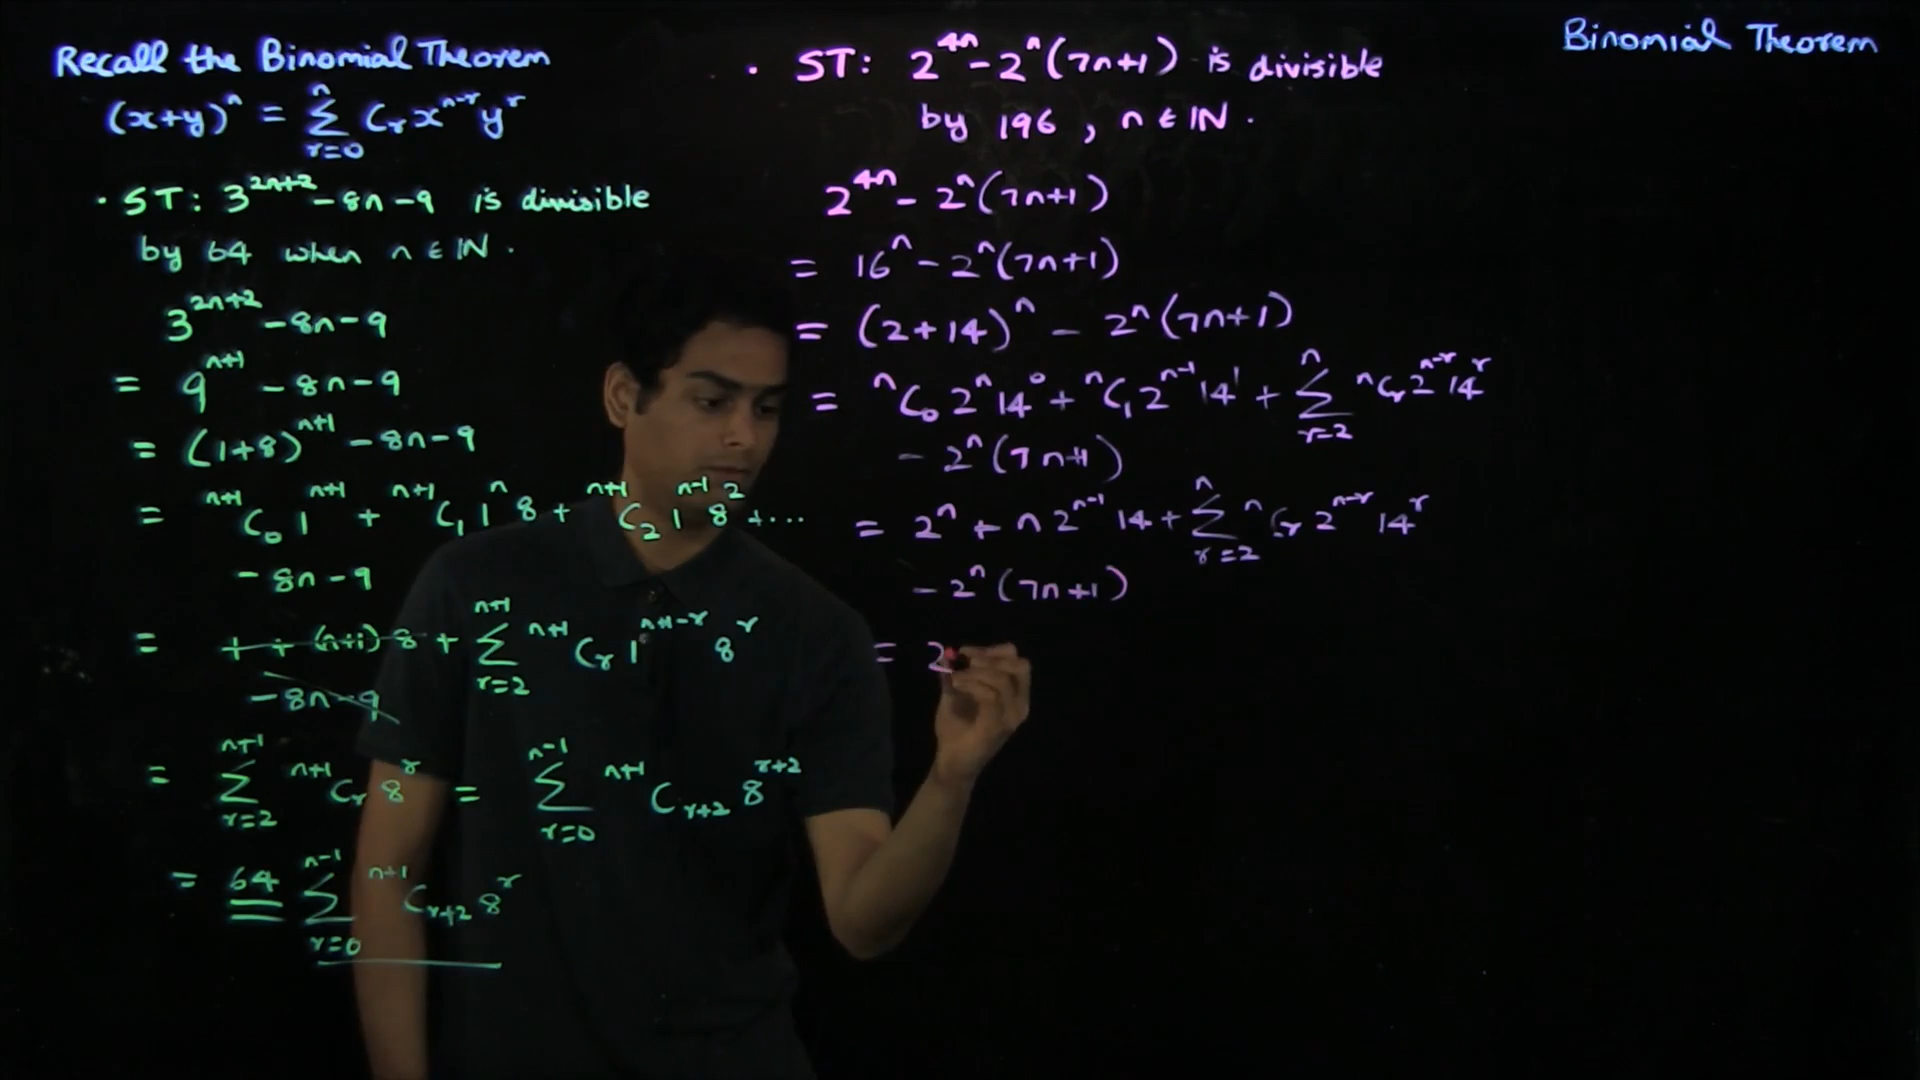 Recall the Binomial Theorem
(x+y)^n = Σ_{r=0}^{n} C_r x^{n-r} y^r
· ST: 3^{2n+2} - 8n - 9 is divisible
by 64 when n ∈ IN .
3^{2n+2} - 8n - 9
= 9^{n+1} - 8n - 9
= (1+8)^{n+1} - 8n - 9
= ^{n+1}C_0 1^{n+1} + ^{n+1}C_1 1^n 8 + ^{n+1}C_2 1^{n-1} 8^2 + ...
- 8n - 9
= 1 + (n+1) 8 + Σ_{r=2}^{n+1} ^{n+1}C_r 1^{n+1-r} 8^r
- 8n - 9
= Σ_{r=2}^{n+1} ^{n+1}C_r 8^r = Σ_{r=0}^{n-1} ^{n+1}C_{r+2} 8^{r+2}
= 64 Σ_{r=0}^{n-1} ^{n+1}C_{r+2} 8^r
· ST: 2^{4n} - 2^n (7n+1) is divisible
by 196 , n ∈ IN .
2^{4n} - 2^n (7n+1)
= 16^n - 2^n (7n+1)
= (2+14)^n - 2^n (7n+1)
= ^nC_0 2^n 14^0 + ^nC_1 2^{n-1} 14^1 + Σ_{r=2}^{n} ^nC_r 2^{n-r} 14^r
- 2^n (7n+1)
= 2^n + n 2^{n-1} 14 + Σ_{r=2}^{n} ^nC_r 2^{n-r} 14^r
- 2^n (7n+1)
= 2
Binomial Theorem